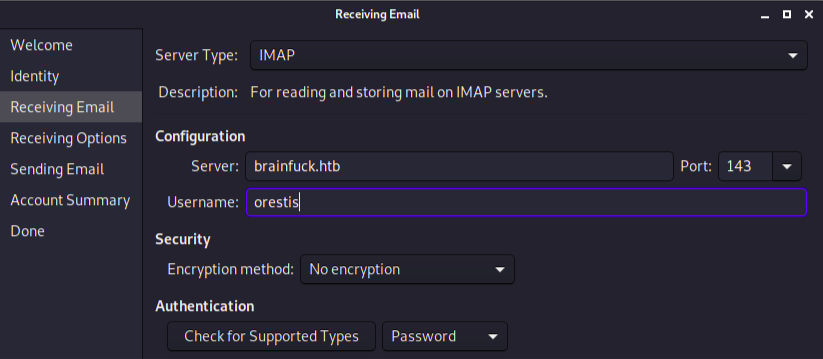 Receiving Email
Welcome
Identity
Receiving Email
Receiving Options
Sending Email
Account Summary
Done
Server Type: IMAP
Description: For reading and storing mail on IMAP servers.
Configuration
Server: brainfuck.htb Port: 143
Username: orestis
Security
Encryption method: No encryption
Authentication
Check for Supported Types Password